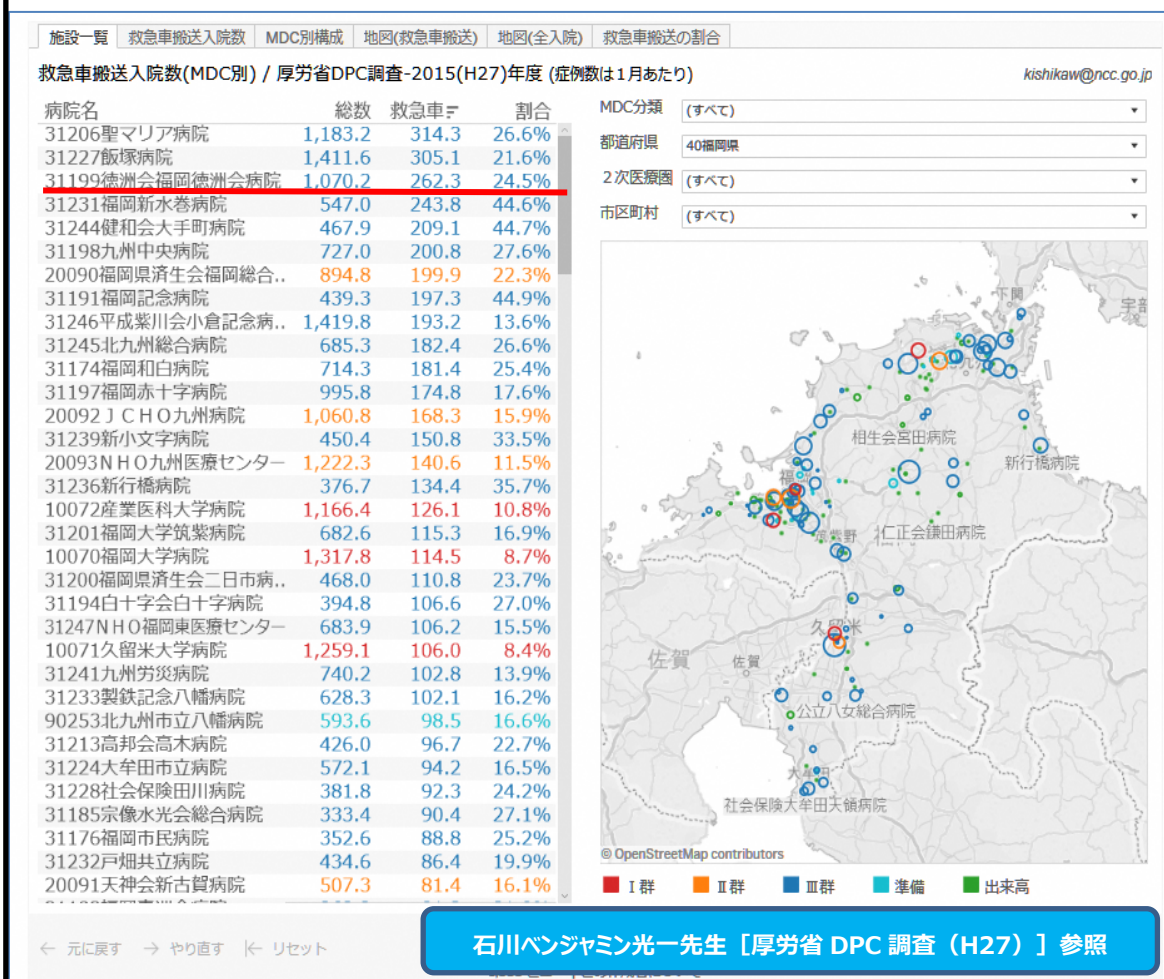 施設一覧 救急車搬送入院数 MDC別構成 地図(救急車搬送) 地図(全入院) 救急車搬送の割合
救急車搬送入院数(MDC別) / 厚労省DPC調査-2015(H27)年度 (症例数は1月あたり)
kishikaw@ncc.go.jp
病院名 総数 救急車 割合
31206聖マリア病院 1,183.2 314.3 26.6%
31227飯塚病院 1,411.6 305.1 21.6%
31199徳洲会福岡徳洲会病院 1,070.2 262.3 24.5%
31231福岡新水巻病院 547.0 243.8 44.6%
31244健和会大手町病院 467.9 209.1 44.7%
31198九州中央病院 727.0 200.8 27.6%
20090福岡県済生会福岡総合.. 894.8 199.9 22.3%
31191福岡記念病院 439.3 197.3 44.9%
31246平成紫川会小倉記念病.. 1,419.8 193.2 13.6%
31245北九州総合病院 685.3 182.4 26.6%
31174福岡和白病院 714.3 181.4 25.4%
31197福岡赤十字病院 995.8 174.8 17.6%
20092ＪＣＨＯ九州病院 1,060.8 168.3 15.9%
31239新小文字病院 450.4 150.8 33.5%
20093ＮＨＯ九州医療センター 1,222.3 140.6 11.5%
31236新行橋病院 376.7 134.4 35.7%
10072産業医科大学病院 1,166.4 126.1 10.8%
31201福岡大学筑紫病院 682.6 115.3 16.9%
10070福岡大学病院 1,317.8 114.5 8.7%
31200福岡県済生会二日市病.. 468.0 110.8 23.7%
31194白十字会白十字病院 394.8 106.6 27.0%
31247ＮＨＯ福岡東医療センター 683.9 106.2 15.5%
10071久留米大学病院 1,259.1 106.0 8.4%
31241九州労災病院 740.2 102.8 13.9%
31233製鉄記念八幡病院 628.3 102.1 16.2%
90253北九州市立八幡病院 593.6 98.5 16.6%
31213高邦会高木病院 426.0 96.7 22.7%
31224大牟田市立病院 572.1 94.2 16.5%
31228社会保険田川病院 381.8 92.3 24.2%
31185宗像水光会総合病院 333.4 90.4 27.1%
31176福岡市民病院 352.6 88.8 25.2%
31232戸畑共立病院 434.6 86.4 19.9%
20091天神会新古賀病院 507.3 81.4 16.1%
MDC分類 (すべて)
都道府県 40福岡県
２次医療圏 (すべて)
市区町村 (すべて)
下関
宇部
相生会宮田病院
新行橋病院
筑紫野
仁正会鎌田病院
久留米
佐賀
佐賀
公立八女総合病院
大牟田
社会保険大牟田天領病院
© OpenStreetMap contributors
Ⅰ群 Ⅱ群 Ⅲ群 準備 出来高
← 元に戻す → やり直す |← リセット
石川ベンジャミン光一先生［厚労省 DPC 調査（H27）］参照